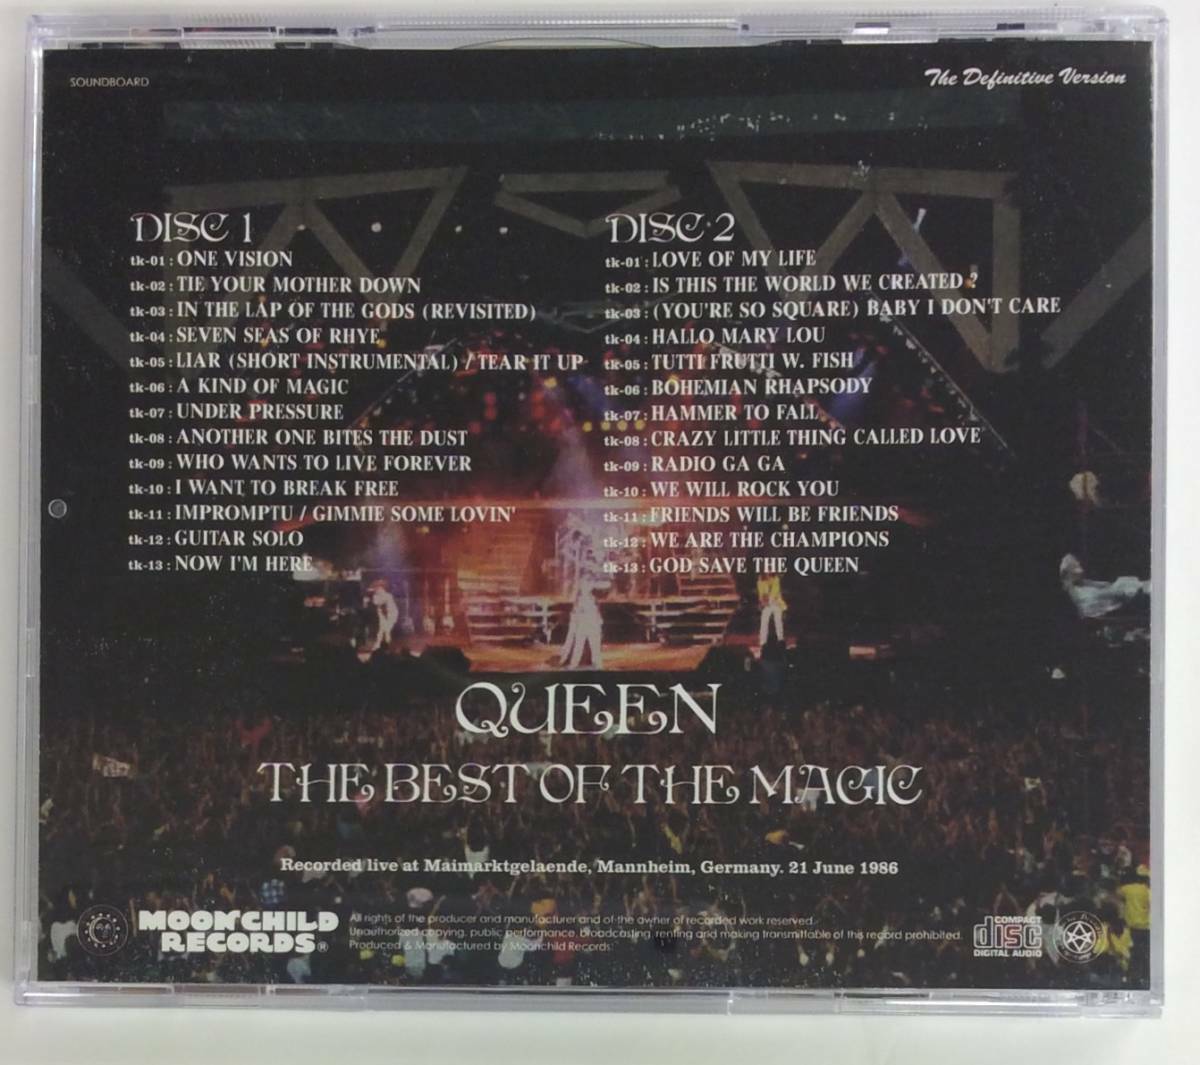 SOUNDBOARD
The Definitive Version
DISC 1
tk-01 : ONE VISION
tk-02 : TIE YOUR MOTHER DOWN
tk-03 : IN THE LAP OF THE GODS (REVISITED)
tk-04 : SEVEN SEAS OF RHYE
tk-05 : LIAR (SHORT INSTRUMENTAL) / TEAR IT UP
tk-06 : A KIND OF MAGIC
tk-07 : UNDER PRESSURE
tk-08 : ANOTHER ONE BITES THE DUST
tk-09 : WHO WANTS TO LIVE FOREVER
tk-10 : I WANT TO BREAK FREE
tk-11 : IMPROMPTU / GIMMIE SOME LOVIN'
tk-12 : GUITAR SOLO
tk-13 : NOW I'M HERE
DISC 2
tk-01 : LOVE OF MY LIFE
tk-02 : IS THIS THE WORLD WE CREATED ?
tk-03 : (YOU'RE SO SQUARE) BABY I DON'T CARE
tk-04 : HALLO MARY LOU
tk-05 : TUTTI FRUTTI W. FISH
tk-06 : BOHEMIAN RHAPSODY
tk-07 : HAMMER TO FALL
tk-08 : CRAZY LITTLE THING CALLED LOVE
tk-09 : RADIO GA GA
tk-10 : WE WILL ROCK YOU
tk-11 : FRIENDS WILL BE FRIENDS
tk-12 : WE ARE THE CHAMPIONS
tk-13 : GOD SAVE THE QUEEN
QUEEN
THE BEST OF THE MAGIC
Recorded live at Maimarktgelaende, Mannheim, Germany. 21 June 1986
MOONCHILD
RECORDS®
All rights of the producer and manufacturer and of the owner of recorded work reserved.
Unauthorized copying, public performance, broadcasting, renting and making transmittable of this record prohibited.
Produced & Manufactured by Moonchild Records.
COMPACT
disc
DIGITAL AUDIO